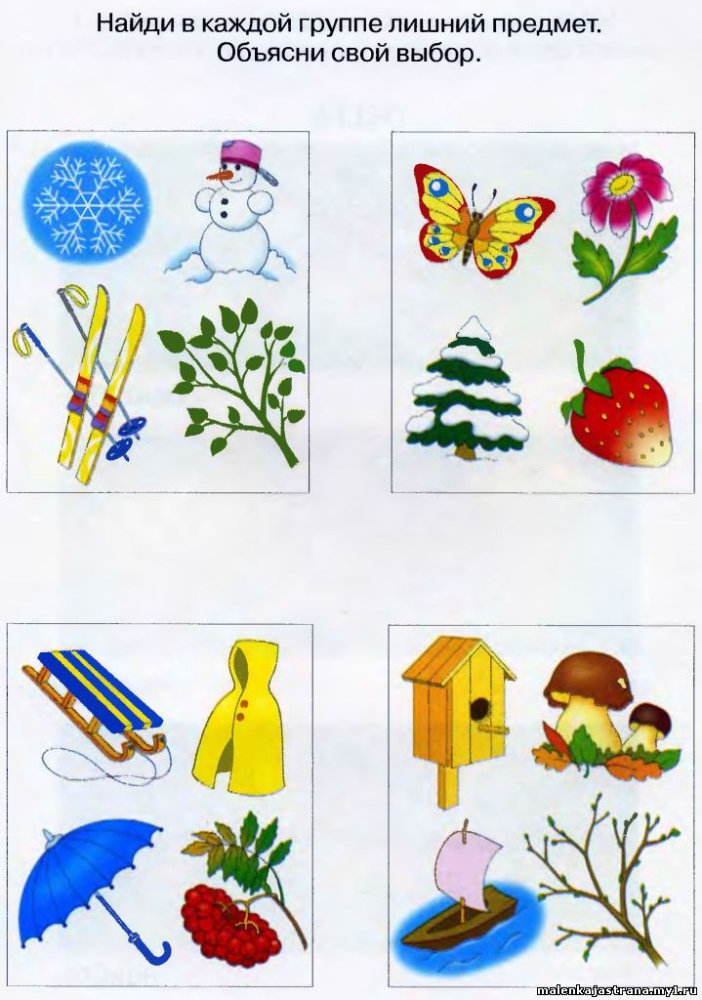 Найди в каждой группе лишний предмет.
Объясни свой выбор.
malenkajastrana.my1.ru